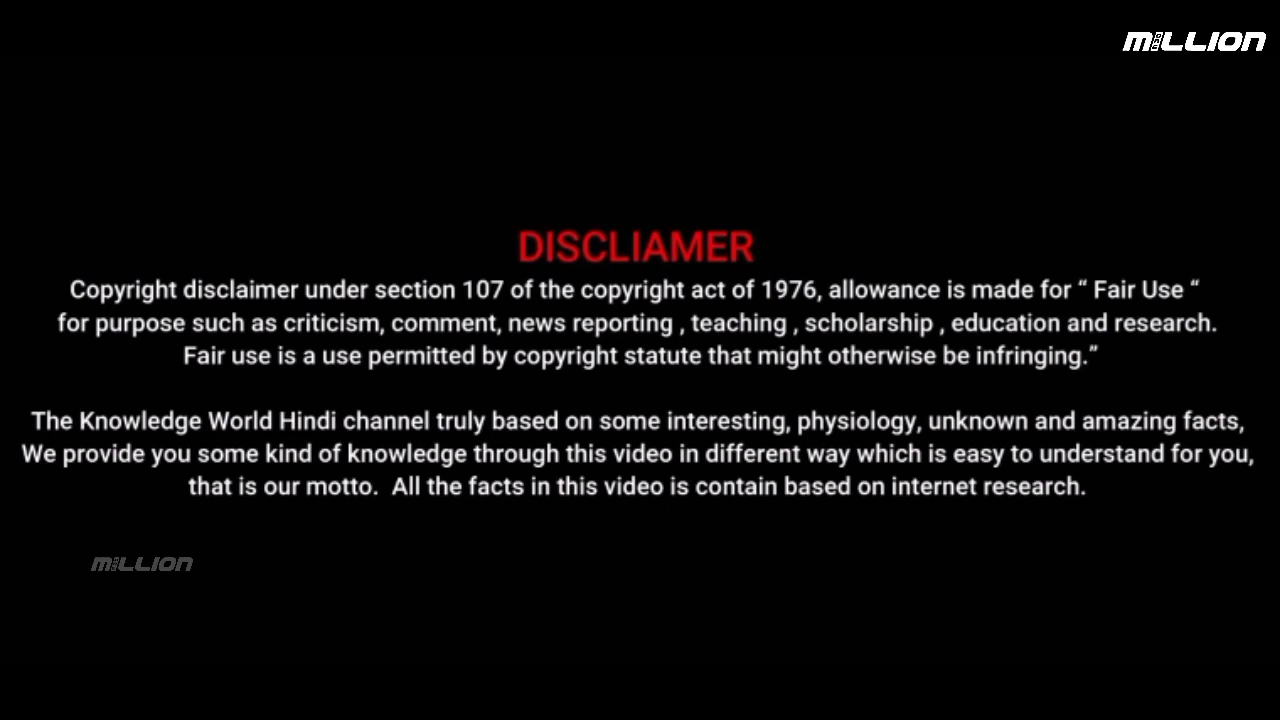 MILLION
DISCLIAMER
Copyright disclaimer under section 107 of the copyright act of 1976, allowance is made for “ Fair Use “
for purpose such as criticism, comment, news reporting , teaching , scholarship , education and research.
Fair use is a use permitted by copyright statute that might otherwise be infringing.”
The Knowledge World Hindi channel truly based on some interesting, physiology, unknown and amazing facts,
We provide you some kind of knowledge through this video in different way which is easy to understand for you,
that is our motto.  All the facts in this video is contain based on internet research.
MILLION